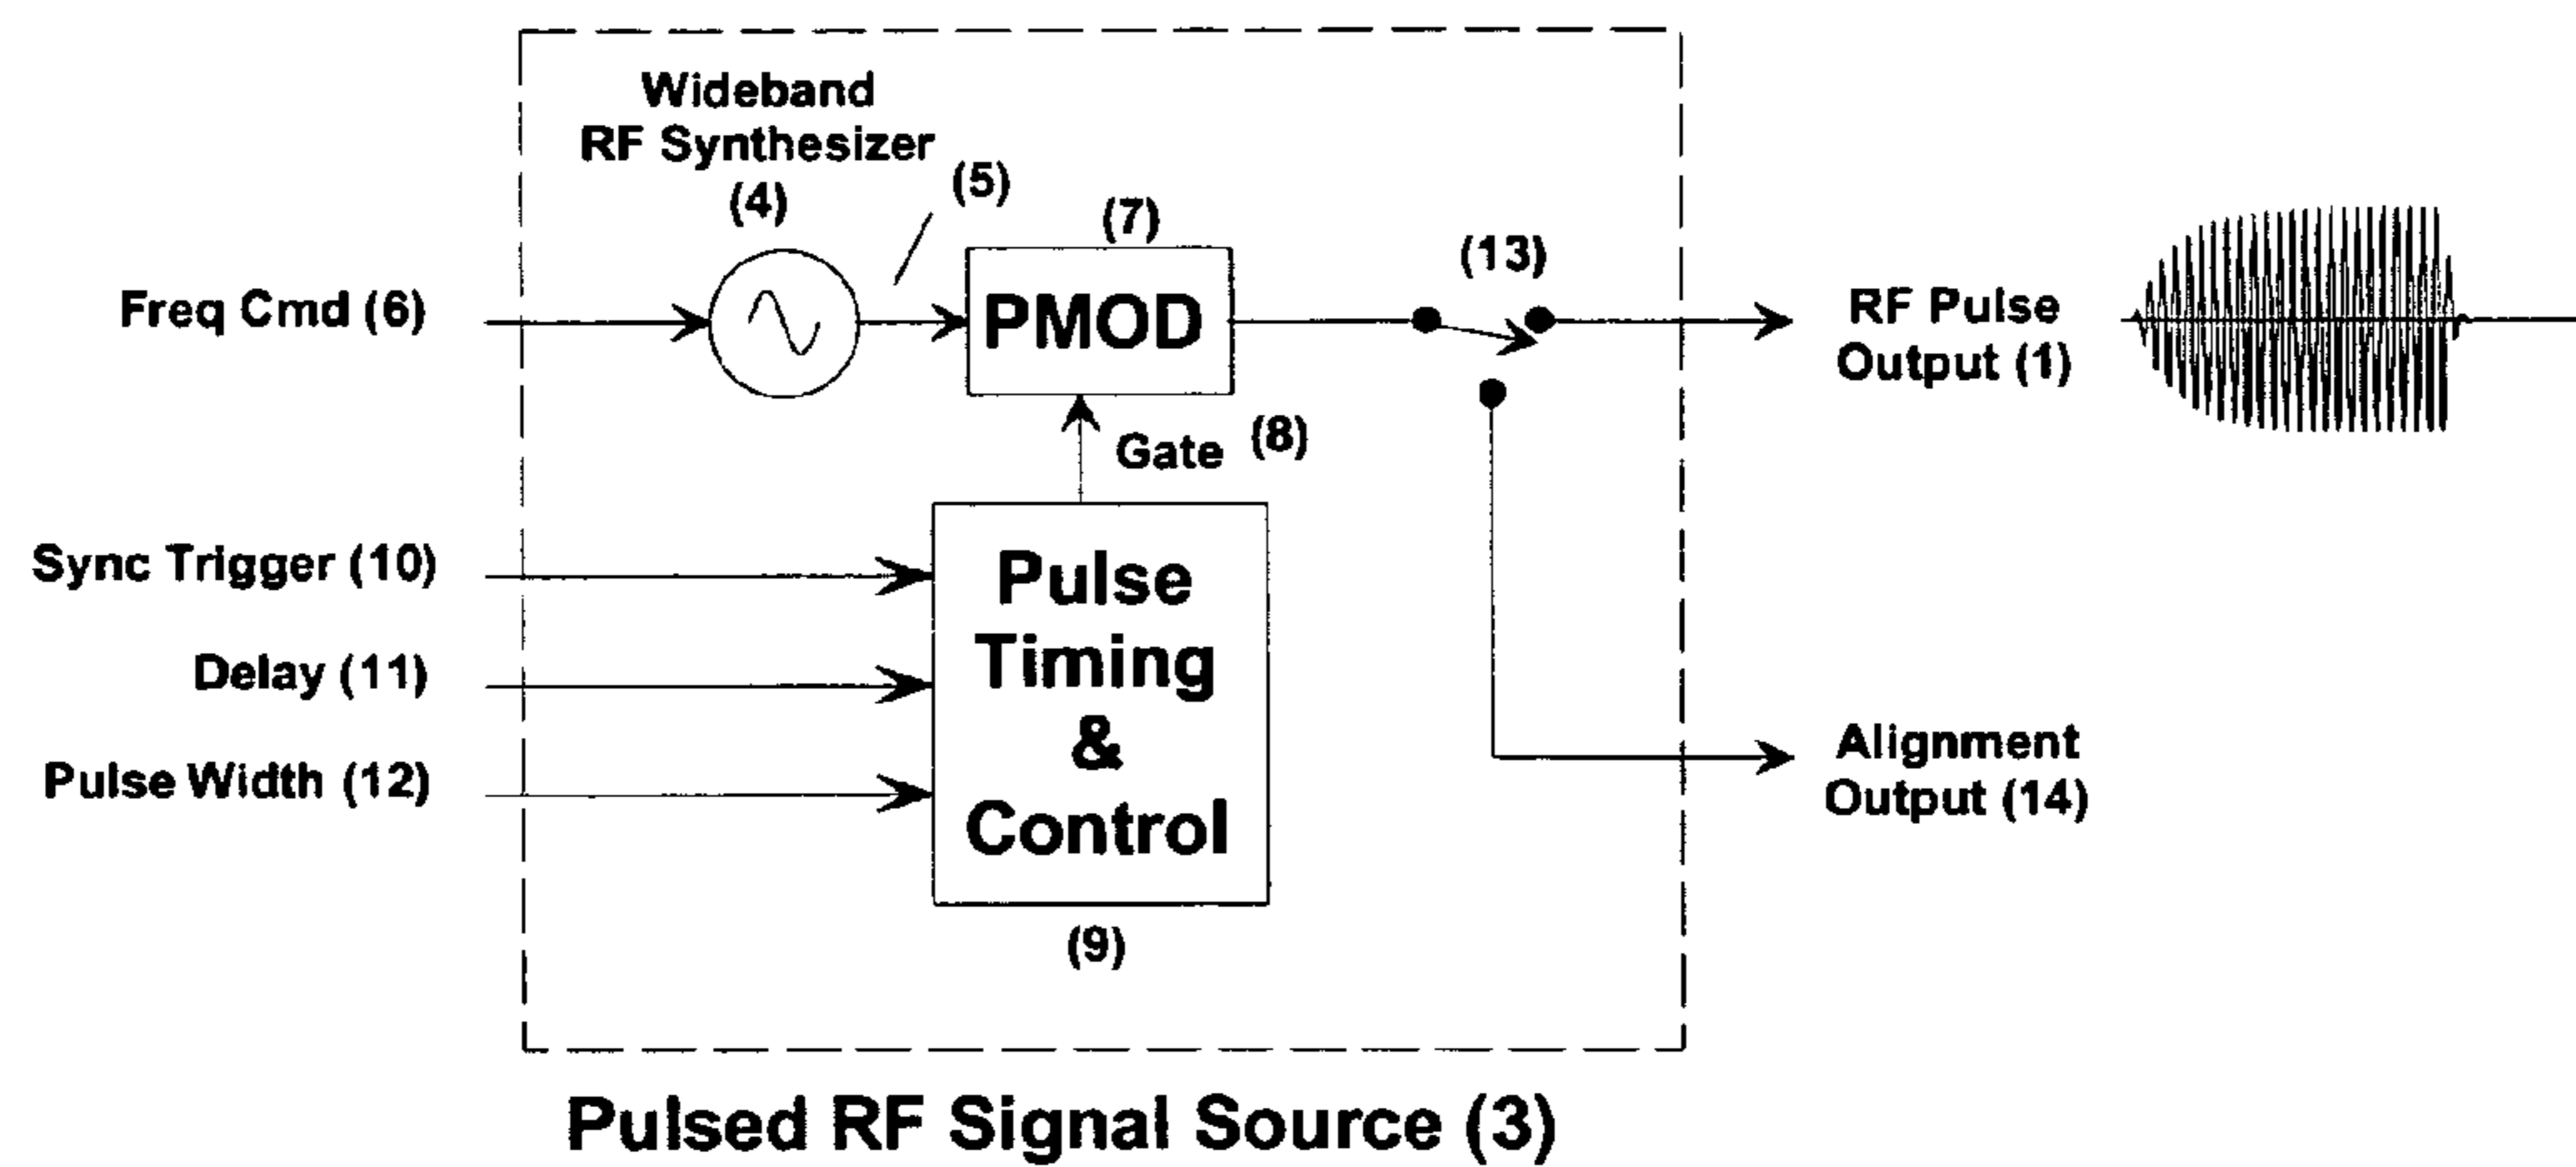 Wideband
RF Synthesizer
(4)
(5)
(7)
(13)
Freq Cmd (6)
PMOD
RF Pulse
Output (1)
Gate (8)
Sync Trigger (10)
Delay (11)
Pulse Width (12)
Pulse
Timing
&
Control
(9)
Alignment
Output (14)
Pulsed RF Signal Source (3)